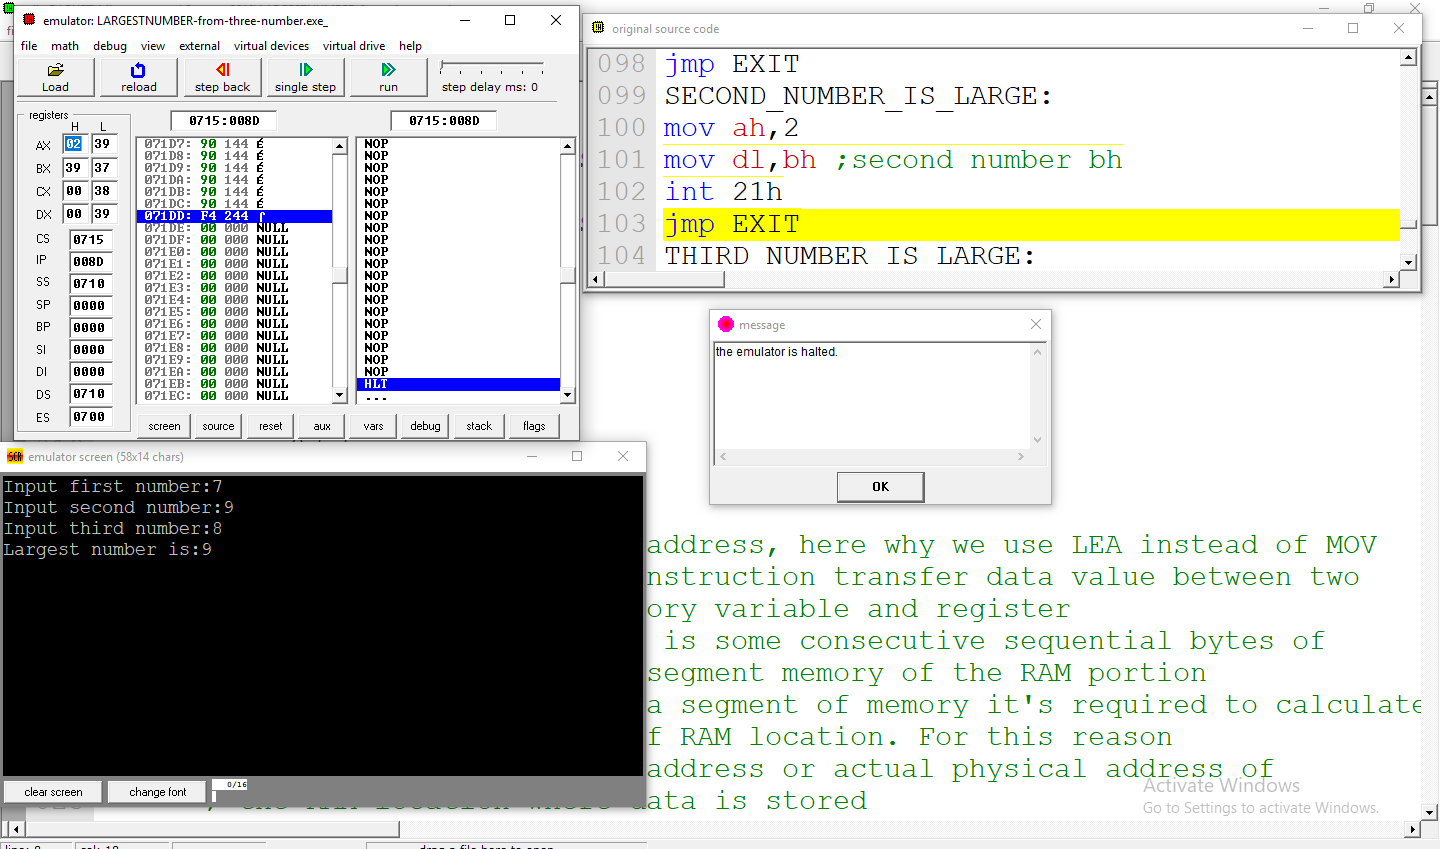 emulator: LARGESTNUMBER-from-three-number.exe_
file math debug view external virtual devices virtual drive help
Load reload step back single step run step delay ms: 0
registers
H L
AX 02 39
BX 39 37
CX 00 38
DX 00 39
CS 0715
IP 008D
SS 0710
SP 0000
BP 0000
SI 0000
DI 0000
DS 0710
ES 0700
0715:008D 0715:008D
071D7: 90 144 É NOP
071D8: 90 144 É NOP
071D9: 90 144 É NOP
071DA: 90 144 É NOP
071DB: 90 144 É NOP
071DC: 90 144 É NOP
071DD: F4 244 ⌠ NOP
071DE: 00 000 NULL NOP
071DF: 00 000 NULL NOP
071E0: 00 000 NULL NOP
071E1: 00 000 NULL NOP
071E2: 00 000 NULL NOP
071E3: 00 000 NULL NOP
071E4: 00 000 NULL NOP
071E5: 00 000 NULL NOP
071E6: 00 000 NULL NOP
071E7: 00 000 NULL NOP
071E8: 00 000 NULL NOP
071E9: 00 000 NULL NOP
071EA: 00 000 NULL NOP
071EB: 00 000 NULL HLT
071EC: 00 000 NULL ...
screen source reset aux vars debug stack flags
original source code
098 jmp EXIT
099 SECOND_NUMBER_IS_LARGE:
100 mov ah,2
101 mov dl,bh ;second number bh
102 int 21h
103 jmp EXIT
104 THIRD NUMBER IS LARGE:
message
the emulator is halted.
OK
emulator screen (58x14 chars)
Input first number:7
Input second number:9
Input third number:8
Largest number is:9
clear screen change font 0/16
address, here why we use LEA instead of MOV
nstruction transfer data value between two
ory variable and register
is some consecutive sequential bytes of
segment memory of the RAM portion
a segment of memory it's required to calculate
f RAM location. For this reason
address or actual physical address of
data is stored
Activate Windows
Go to Settings to activate Windows.
drag a file here to open